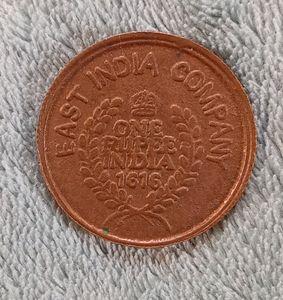 EAST INDIA COMPANY
ONE
RUPEE
INDIA
1616